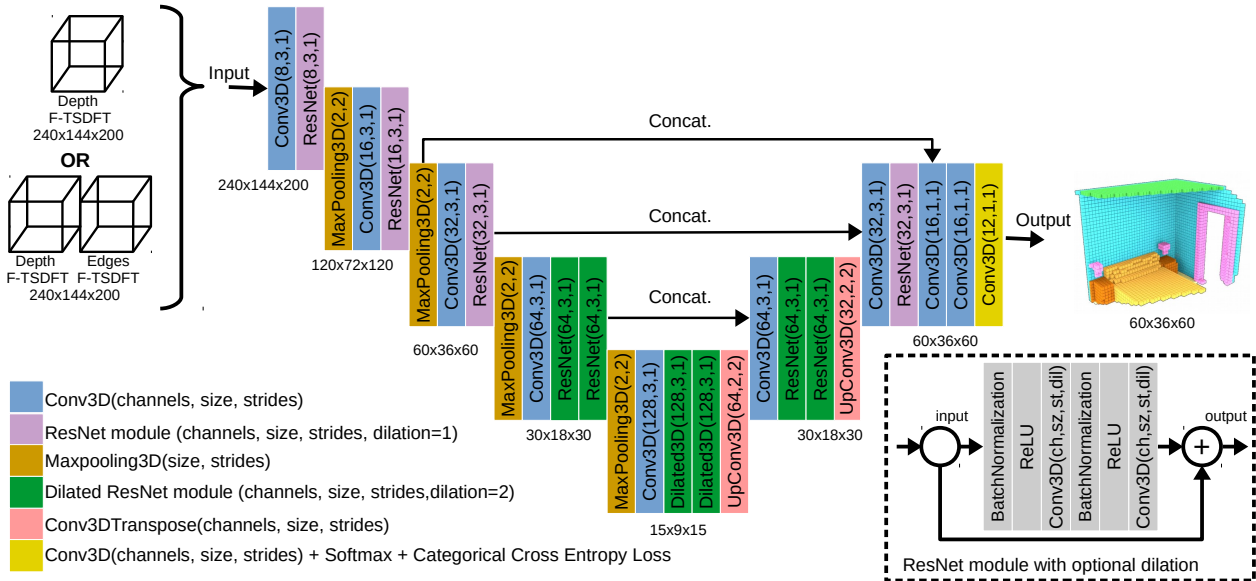 Depth
F-TSDFT
240x144x200
OR
Depth
F-TSDFT
Edges
F-TSDFT
240x144x200
Input
Conv3D(8,3,1)
ResNet(8,3,1)
240x144x200
MaxPooling3D(2,2)
Conv3D(16,3,1)
ResNet(16,3,1)
120x72x120
MaxPooling3D(2,2)
Conv3D(32,3,1)
ResNet(32,3,1)
60x36x60
MaxPooling3D(2,2)
Conv3D(64,3,1)
ResNet(64,3,1)
ResNet(64,3,1)
30x18x30
MaxPooling3D(2,2)
Conv3D(128,3,1)
Dilated3D(128,3,1)
Dilated3D(128,3,1)
UpConv3D(64,2,2)
15x9x15
Concat.
Concat.
Concat.
Conv3D(64,3,1)
ResNet(64,3,1)
ResNet(64,3,1)
UpConv3D(32,2,2)
30x18x30
Conv3D(32,3,1)
ResNet(32,3,1)
Conv3D(16,1,1)
Conv3D(16,1,1)
Conv3D(12,1,1)
60x36x60
Output
60x36x60
Conv3D(channels, size, strides)
ResNet module (channels, size, strides, dilation=1)
Maxpooling3D(size, strides)
Dilated ResNet module (channels, size, strides,dilation=2)
Conv3DTranspose(channels, size, strides)
Conv3D(channels, size, strides) + Softmax + Categorical Cross Entropy Loss
input
BatchNormalization
ReLU
Conv3D(ch,sz,st,dil)
BatchNormalization
ReLU
Conv3D(ch,sz,st,dil)
+
output
ResNet module with optional dilation